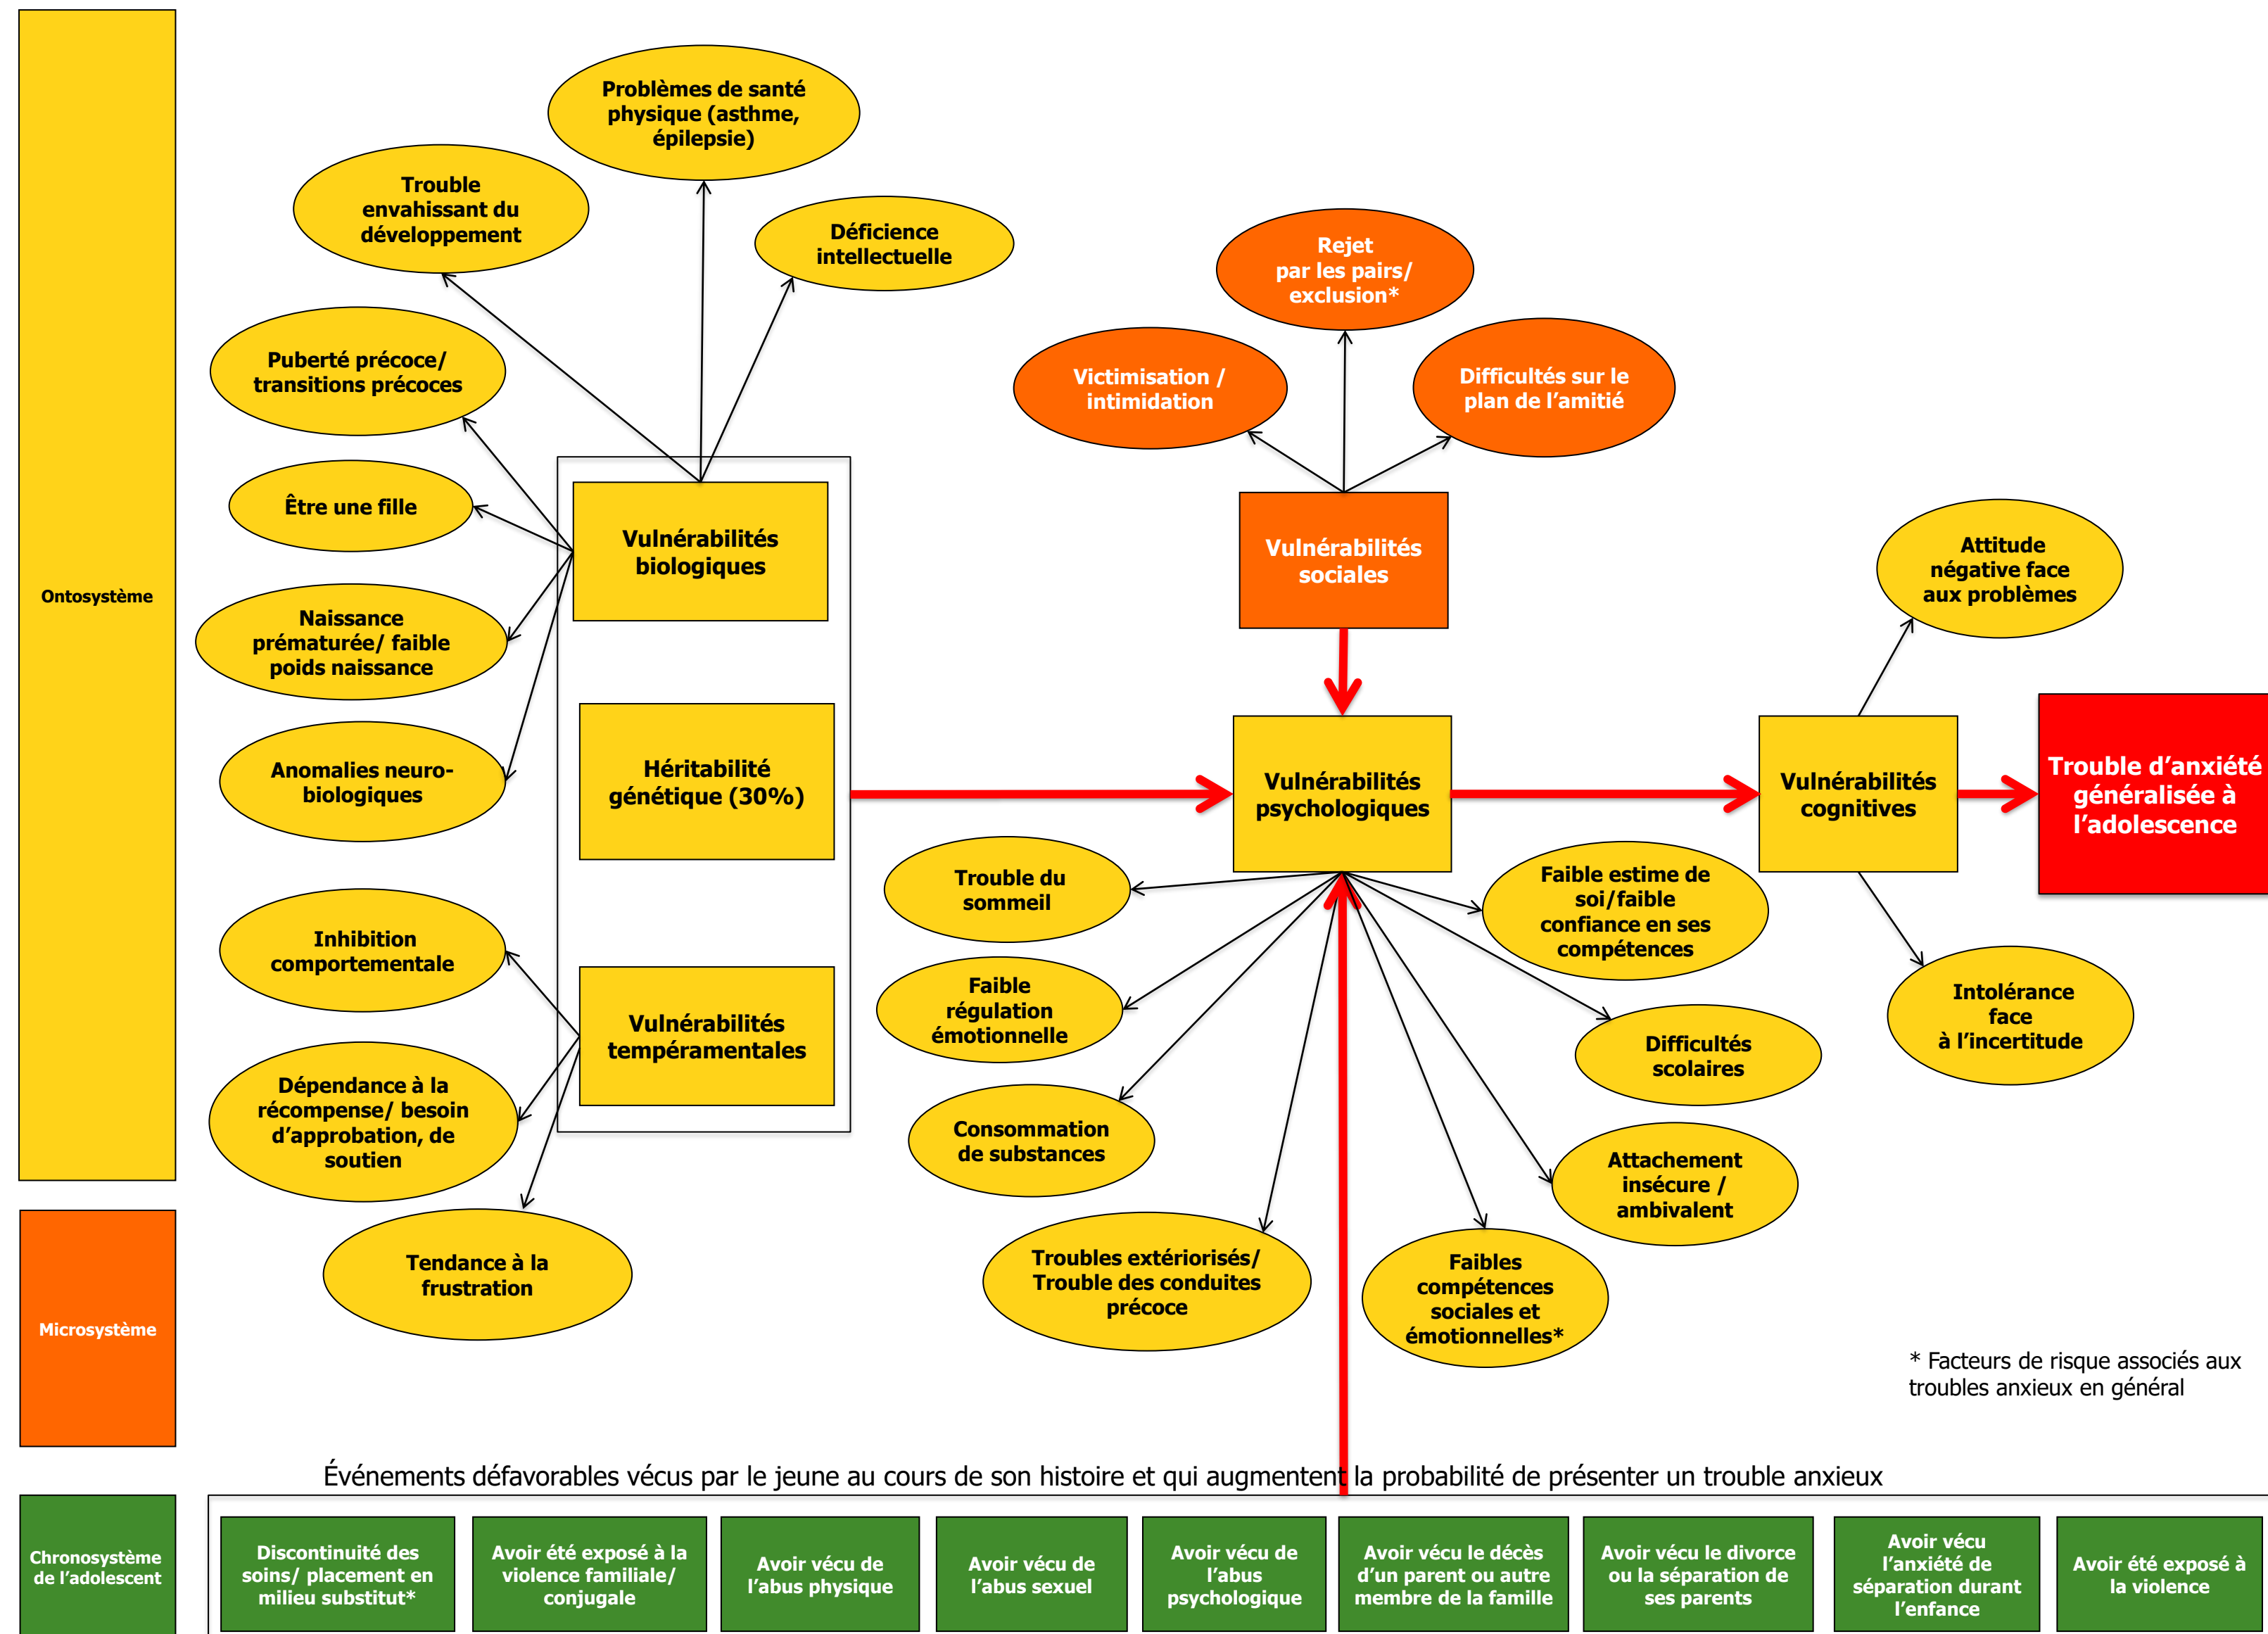 Problèmes de santé
physique (asthme,
épilepsie)
Trouble
envahissant du
développement
Déficience
intellectuelle
Rejet
par les pairs/
exclusion*
Puberté précoce/
transitions précoces
Victimisation /
intimidation
Difficultés sur le
plan de l’amitié
Être une fille
Vulnérabilités
biologiques
Vulnérabilités
sociales
Attitude
négative face
aux problèmes
Ontosystème
Naissance
prématurée/ faible
poids naissance
Anomalies neuro-
biologiques
Héritabilité
génétique (30%)
Vulnérabilités
psychologiques
Vulnérabilités
cognitives
Trouble d’anxiété
généralisée à
l’adolescence
Trouble du
sommeil
Faible estime de
soi/faible
confiance en ses
compétences
Inhibition
comportementale
Faible
régulation
émotionnelle
Intolérance
face
à l’incertitude
Vulnérabilités
tempéramentales
Difficultés
scolaires
Dépendance à la
récompense/ besoin
d’approbation, de
soutien
Consommation
de substances
Attachement
insécure /
ambivalent
Tendance à la
frustration
Troubles extériorisés/
Trouble des conduites
précoce
Faibles
compétences
sociales et
émotionnelles*
Microsystème
* Facteurs de risque associés aux
troubles anxieux en général
Événements défavorables vécus par le jeune au cours de son histoire et qui augmentent la probabilité de présenter un trouble anxieux
Chronosystème
de l’adolescent
Discontinuité des
soins/ placement en
milieu substitut*
Avoir été exposé à la
violence familiale/
conjugale
Avoir vécu de
l’abus physique
Avoir vécu de
l’abus sexuel
Avoir vécu de
l’abus
psychologique
Avoir vécu le décès
d’un parent ou autre
membre de la famille
Avoir vécu le divorce
ou la séparation de
ses parents
Avoir vécu
l’anxiété de
séparation durant
l’enfance
Avoir été exposé à
la violence